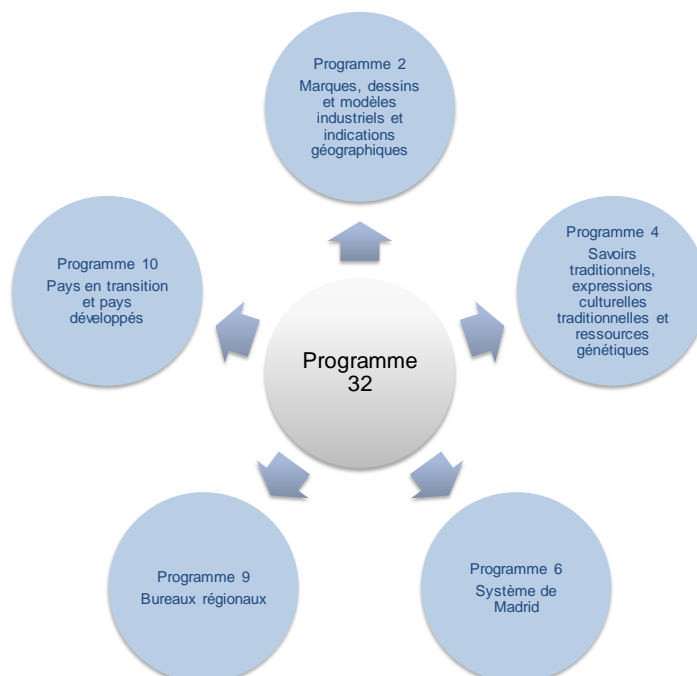 Programme 2
Marques, dessins
et modèles
industriels et
indications
géographiques
Programme 10
Pays en transition
et pays
développés
Programme 4
Savoirs
traditionnels,
expressions
culturelles
traditionnelles et
ressources
génétiques
Programme
32
Programme 9
Bureaux régionaux
Programme 6
Système de
Madrid